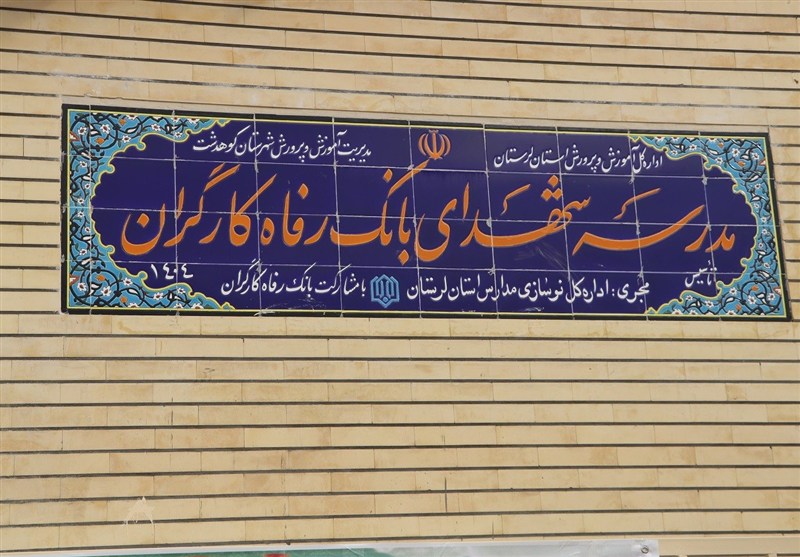 اداره کل آموزش و پرورش استان لرستان
مدیریت آموزش و پرورش شهرستان کوهدشت
مدرسه شهدای بانک رفاه کارگران
مجری : اداره کل نوسازی مدارس استان لرستان با مشارکت بانک رفاه کارگران
تاسیس ۱۴۰۴